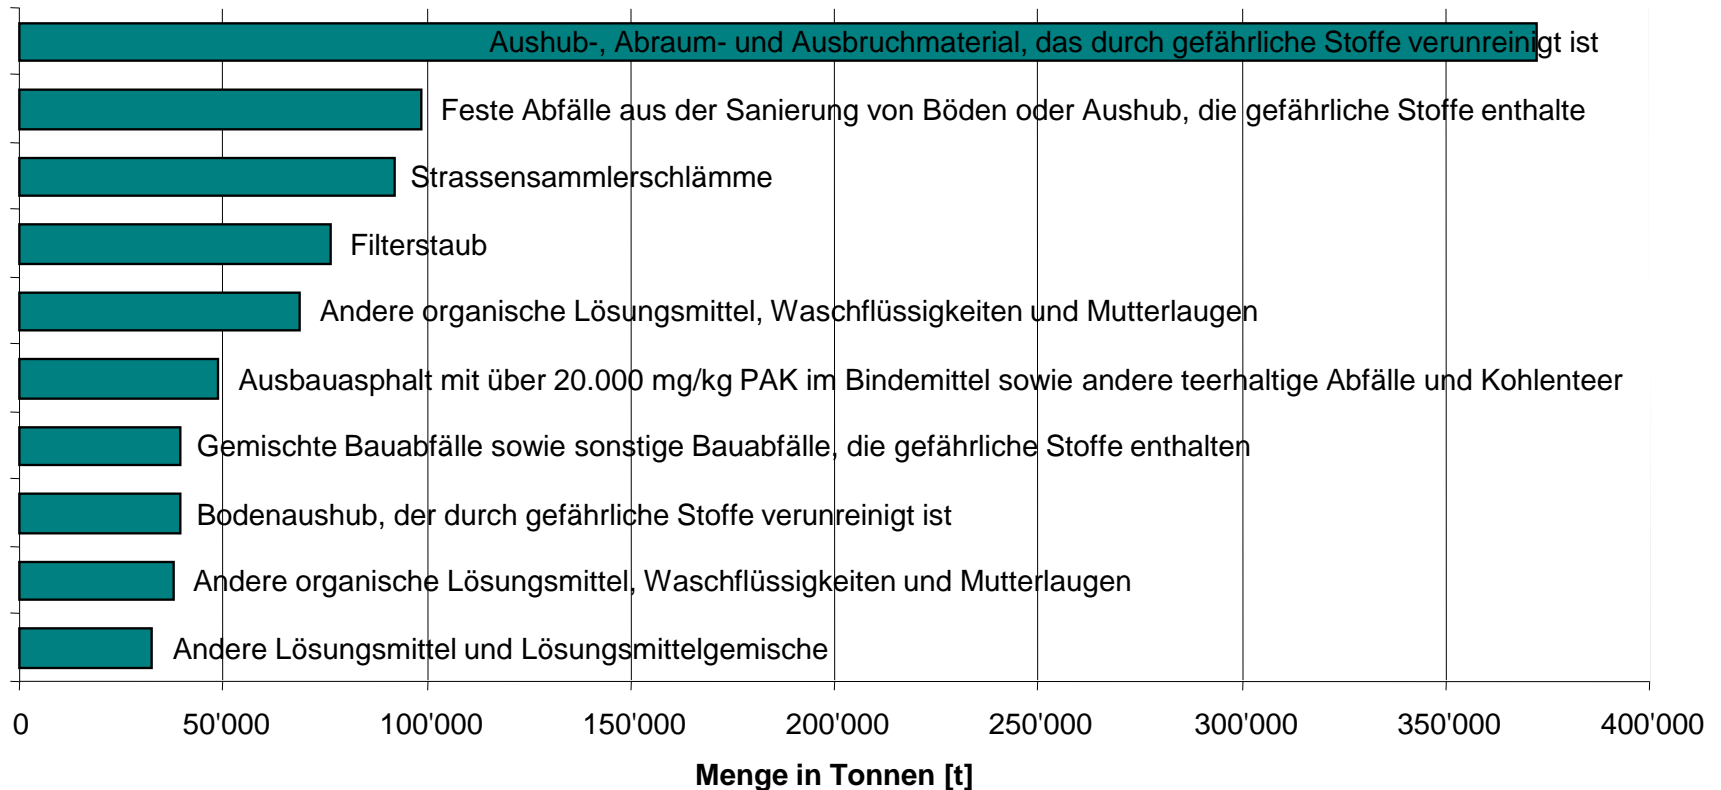 Aushub-, Abraum- und Ausbruchmaterial, das durch gefährliche Stoffe verunreinigt ist
Feste Abfälle aus der Sanierung von Böden oder Aushub, die gefährliche Stoffe enthalte
Strassensammlerschlämme
Filterstaub
Andere organische Lösungsmittel, Waschflüssigkeiten und Mutterlaugen
Ausbauasphalt mit über 20.000 mg/kg PAK im Bindemittel sowie andere teerhaltige Abfälle und Kohlenteer
Gemischte Bauabfälle sowie sonstige Bauabfälle, die gefährliche Stoffe enthalten
Bodenaushub, der durch gefährliche Stoffe verunreinigt ist
Andere organische Lösungsmittel, Waschflüssigkeiten und Mutterlaugen
Andere Lösungsmittel und Lösungsmittelgemische
0 50'000 100'000 150'000 200'000 250'000 300'000 350'000 400'000
Menge in Tonnen [t]